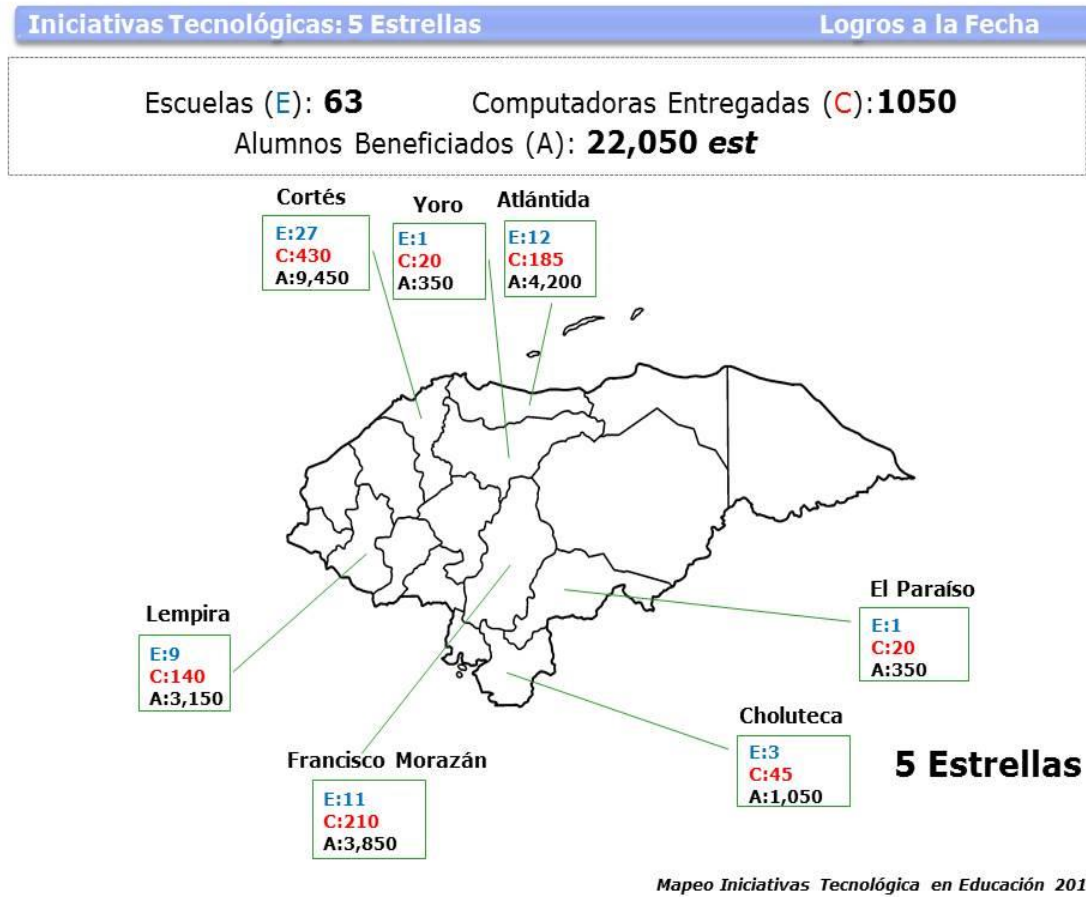 Iniciativas Tecnológicas: 5 Estrellas Logros a la Fecha
Escuelas (E): 63 Computadoras Entregadas (C):1050
Alumnos Beneficiados (A): 22,050 est
Cortés
E:27
C:430
A:9,450
Yoro
E:1
C:20
A:350
Atlántida
E:12
C:185
A:4,200
Lempira
E:9
C:140
A:3,150
El Paraíso
E:1
C:20
A:350
Francisco Morazán
E:11
C:210
A:3,850
Choluteca
E:3
C:45
A:1,050
5 Estrellas
Mapeo Iniciativas Tecnológica en Educación 201